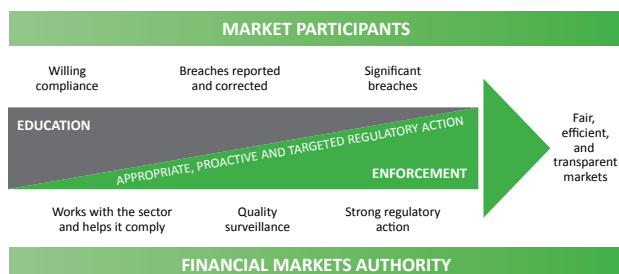 MARKET PARTICIPANTS
Willing
compliance
Breaches reported
and corrected
Significant
breaches
EDUCATION
APPROPRIATE, PROACTIVE AND TARGETED REGULATORY ACTION
ENFORCEMENT
Fair,
efficient,
and
transparent
markets
Works with the sector
and helps it comply
Quality
surveillance
Strong regulatory
action
FINANCIAL MARKETS AUTHORITY